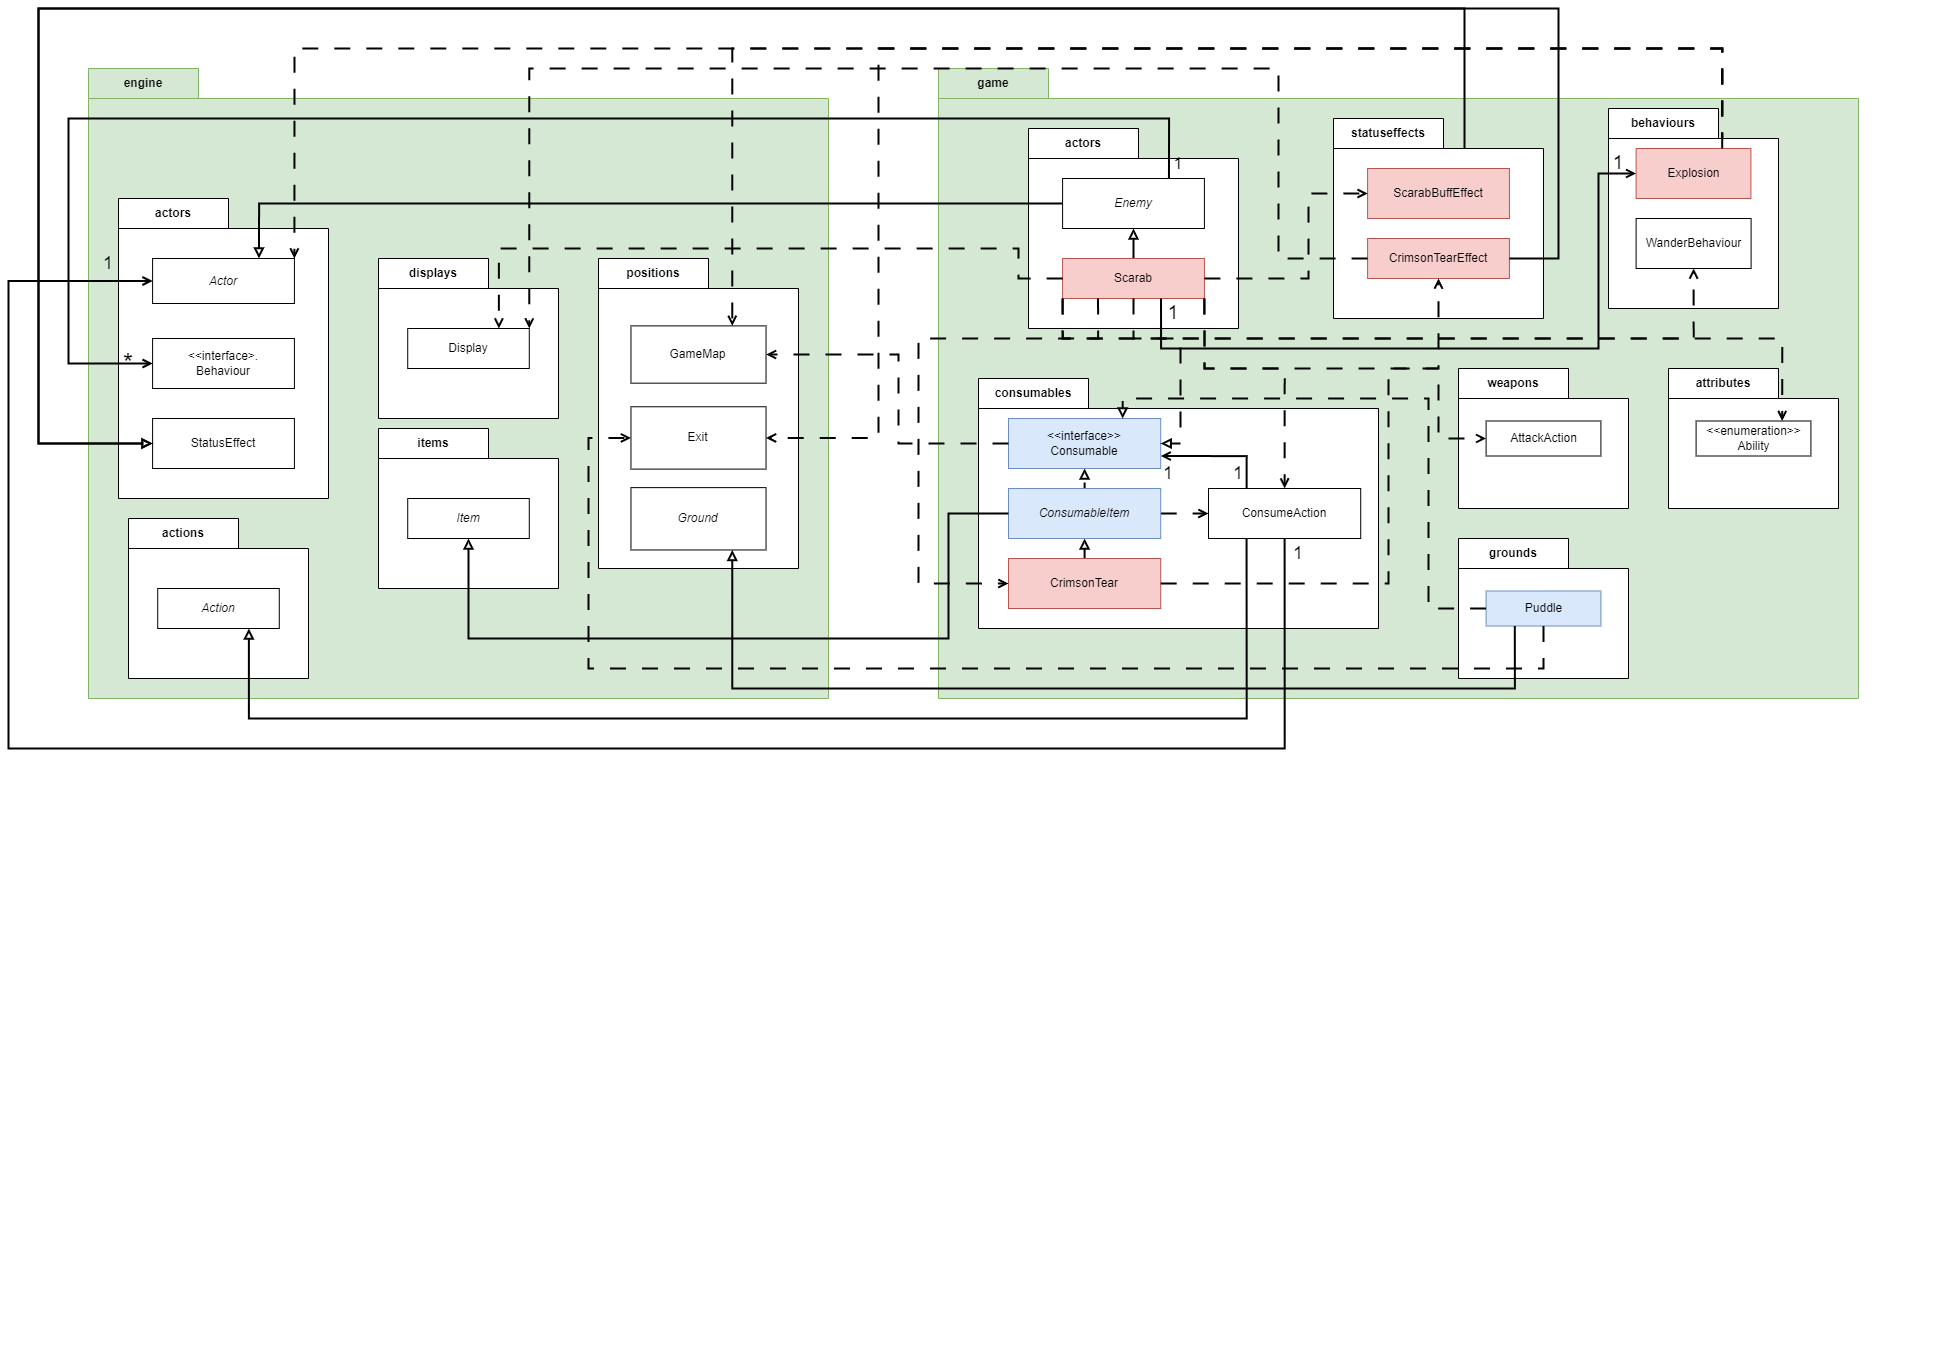 engine
game
behaviours
statuseffects
actors
1
1
Explosion
ScarabBuffEffect
Enemy
actors
WanderBehaviour
CrimsonTearEffect
1
displays
positions
Scarab
Actor
1
Display
GameMap
*
<<interface>.
Behaviour
weapons
attributes
consumables
items
Exit
<<interface>>
Consumable
AttackAction
<<enumeration>>
Ability
StatusEffect
1
1
Item
Ground
ConsumableItem
ConsumeAction
actions
1
grounds
CrimsonTear
Action
Puddle